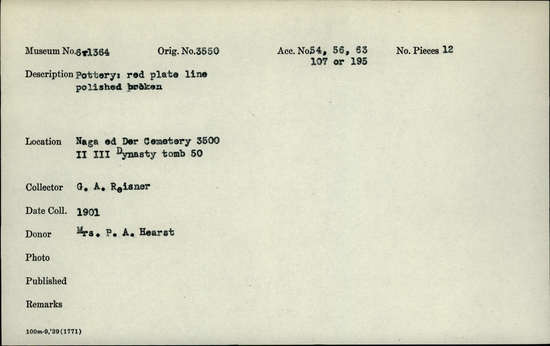 Museum No. 6-1364 Orig. No. 3550 Acc. No. 54, 56, 63 No. Pieces 12
107 or 195
Description Pottery: red plate line
polished broken
Location Naga ed Der Cemetery 3500
II III Dynasty tomb 50
Collector G. A. Reisner
Date Coll. 1901
Donor Mrs. P. A. Hearst
Photo
Published
Remarks
100m-9,'39(1771)